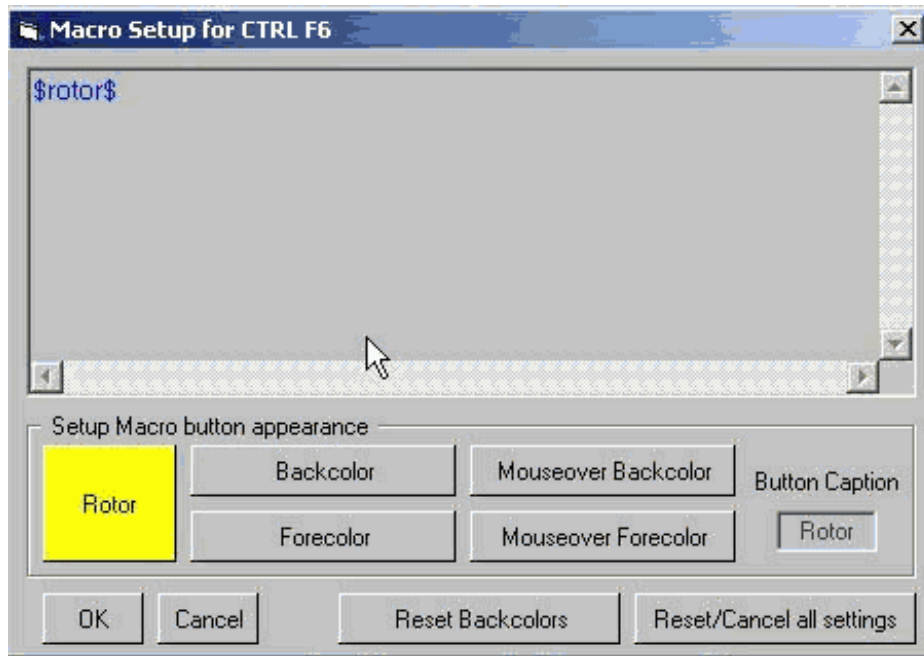 Macro Setup for CTRL F6
$rotor$
Setup Macro button appearance
Rotor
Backcolor
Mouseover Backcolor
Button Caption
Forecolor
Mouseover Forecolor
Rotor
OK
Cancel
Reset Backcolors
Reset/Cancel all settings